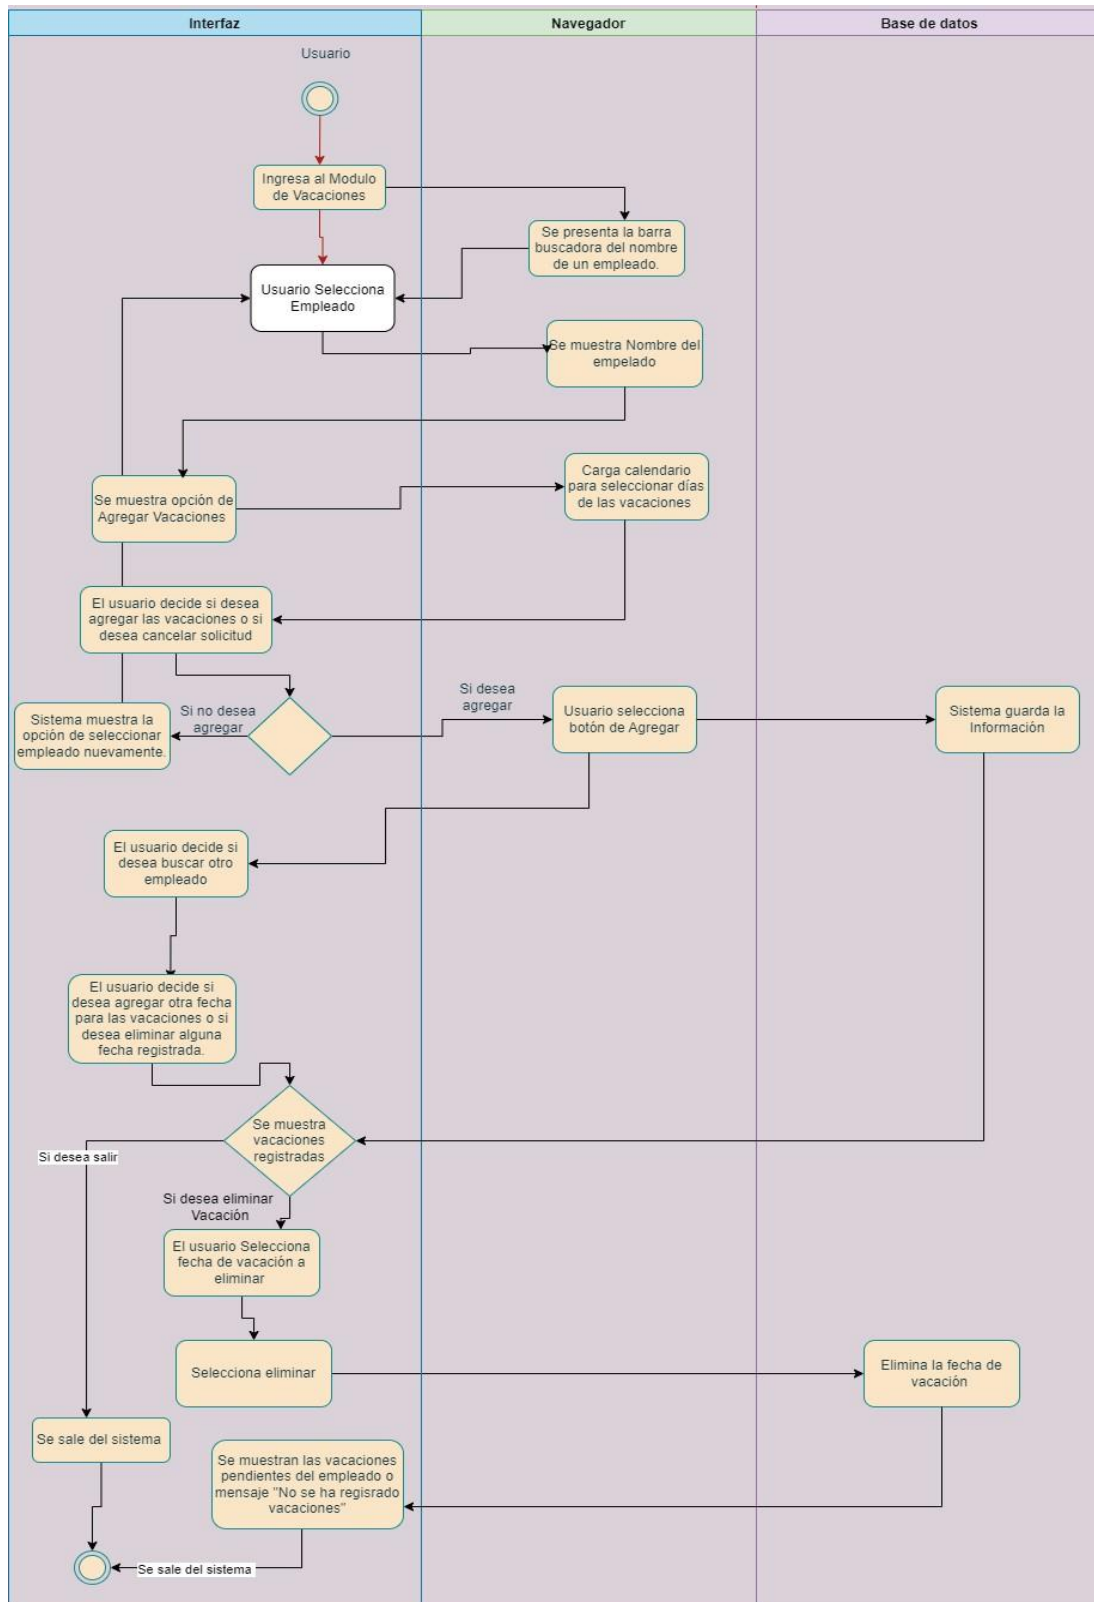 Interfaz
Navegador
Base de datos
Usuario
Ingresa al Modulo
de Vacaciones
Se presenta la barra
buscadora del nombre
de un empleado.
Usuario Selecciona
Empleado
Se muestra Nombre del
empelado
Carga calendario
para seleccionar días
de las vacaciones
Se muestra opción de
Agregar Vacaciones
El usuario decide si desea
agregar las vacaciones o si
desea cancelar solicitud
Si no desea
agregar
Sistema muestra la
opción de seleccionar
empleado nuevamente.
Si desea
agregar
Usuario selecciona
botón de Agregar
Sistema guarda la
Información
El usuario decide si
desea buscar otro
empleado
El usuario decide si
desea agregar otra fecha
para las vacaciones o si
desea eliminar alguna
fecha registrada.
Se muestra
vacaciones
registradas
Si desea salir
Si desea eliminar
Vacación
El usuario Selecciona
fecha de vacación a
eliminar
Selecciona eliminar
Elimina la fecha de
vacación
Se sale del sistema
Se muestran las vacaciones
pendientes del empleado o
mensaje "No se ha regisrado
vacaciones"
Se sale del sistema